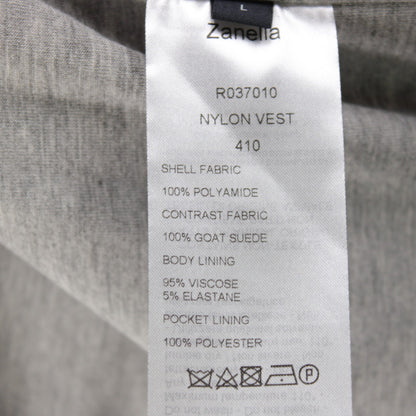 L
Zanella
R037010
NYLON VEST
410
SHELL FABRIC
100% POLYAMIDE
CONTRAST FABRIC
100% GOAT SUEDE
BODY LINING
95% VISCOSE
5% ELASTANE
POCKET LINING
100% POLYESTER
P